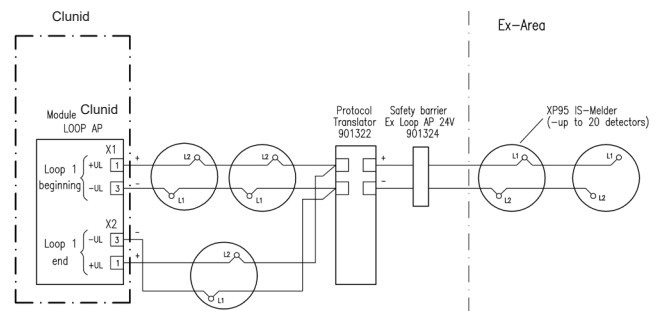 Clunid
Ex-Area
Module Clunid
LOOP AP
Protocol
Translator
901322
Safety barrier
Ex Loop AP 24V
901324
XP95 IS-Melder
(-up to 20 detectors)
X1
Loop 1
beginning
+UL 1 +
-UL 3 -
X2
Loop 1
end
-UL 3 -
+UL 1 +
L2
L1
L2
L1
L2
L1
+
-
L1
L2
L1
L2